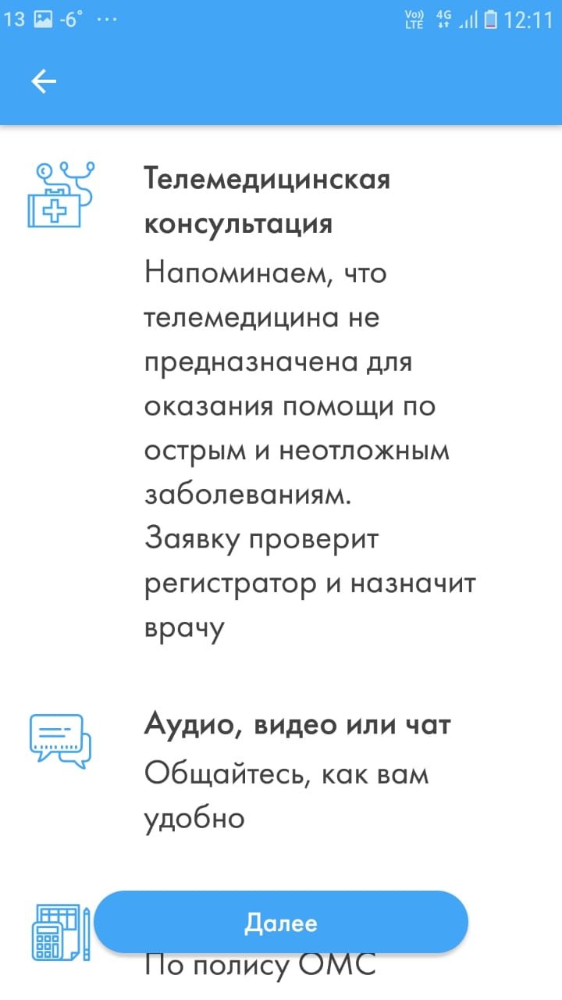 13 -6° ...
Vo)) LTE 4G 12:11
Телемедицинская
консультация
Напоминаем, что
телемедицина не
предназначена для
оказания помощи по
острым и неотложным
заболеваниям.
Заявку проверит
регистратор и назначит
врачу
Аудио, видео или чат
Общайтесь, как вам
удобно
Далее
По полису ОМС